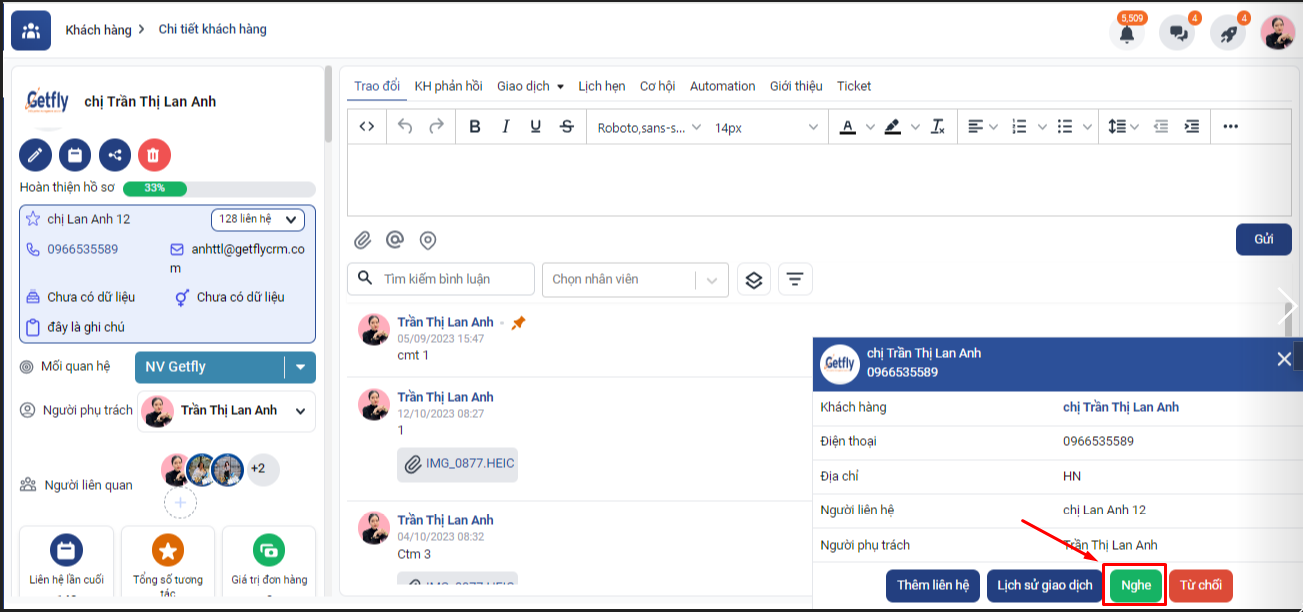 Khách hàng > Chi tiết khách hàng
5,509
4
4
Getfly
chị Trần Thị Lan Anh
Hoàn thiện hồ sơ 33%
chị Lan Anh 12
128 liên hệ
0966535589
anhttl@getflycrm.co
m
Chưa có dữ liệu
Chưa có dữ liệu
đây là ghi chú
Mối quan hệ
NV Getfly
Người phụ trách
Trần Thị Lan Anh
Người liên quan
+2
Liên hệ lần cuối
Tổng số tương
tác
Giá trị đơn hàng
Trao đổi KH phản hồi Giao dịch Lịch hẹn Cơ hội Automation Giới thiệu Ticket
Roboto,sans-s... 14px
Gửi
Tìm kiếm bình luận
Chọn nhân viên
Trần Thị Lan Anh
05/09/2023 15:47
cmt 1
Trần Thị Lan Anh
12/10/2023 08:27
1
IMG_0877.HEIC
Trần Thị Lan Anh
04/10/2023 08:32
Ctm 3
Getfly
chị Trần Thị Lan Anh
0966535589
Khách hàng chị Trần Thị Lan Anh
Điện thoại 0966535589
Địa chỉ HN
Người liên hệ chị Lan Anh 12
Người phụ trách Trần Thị Lan Anh
Thêm liên hệ Lịch sử giao dịch Nghe Từ chối